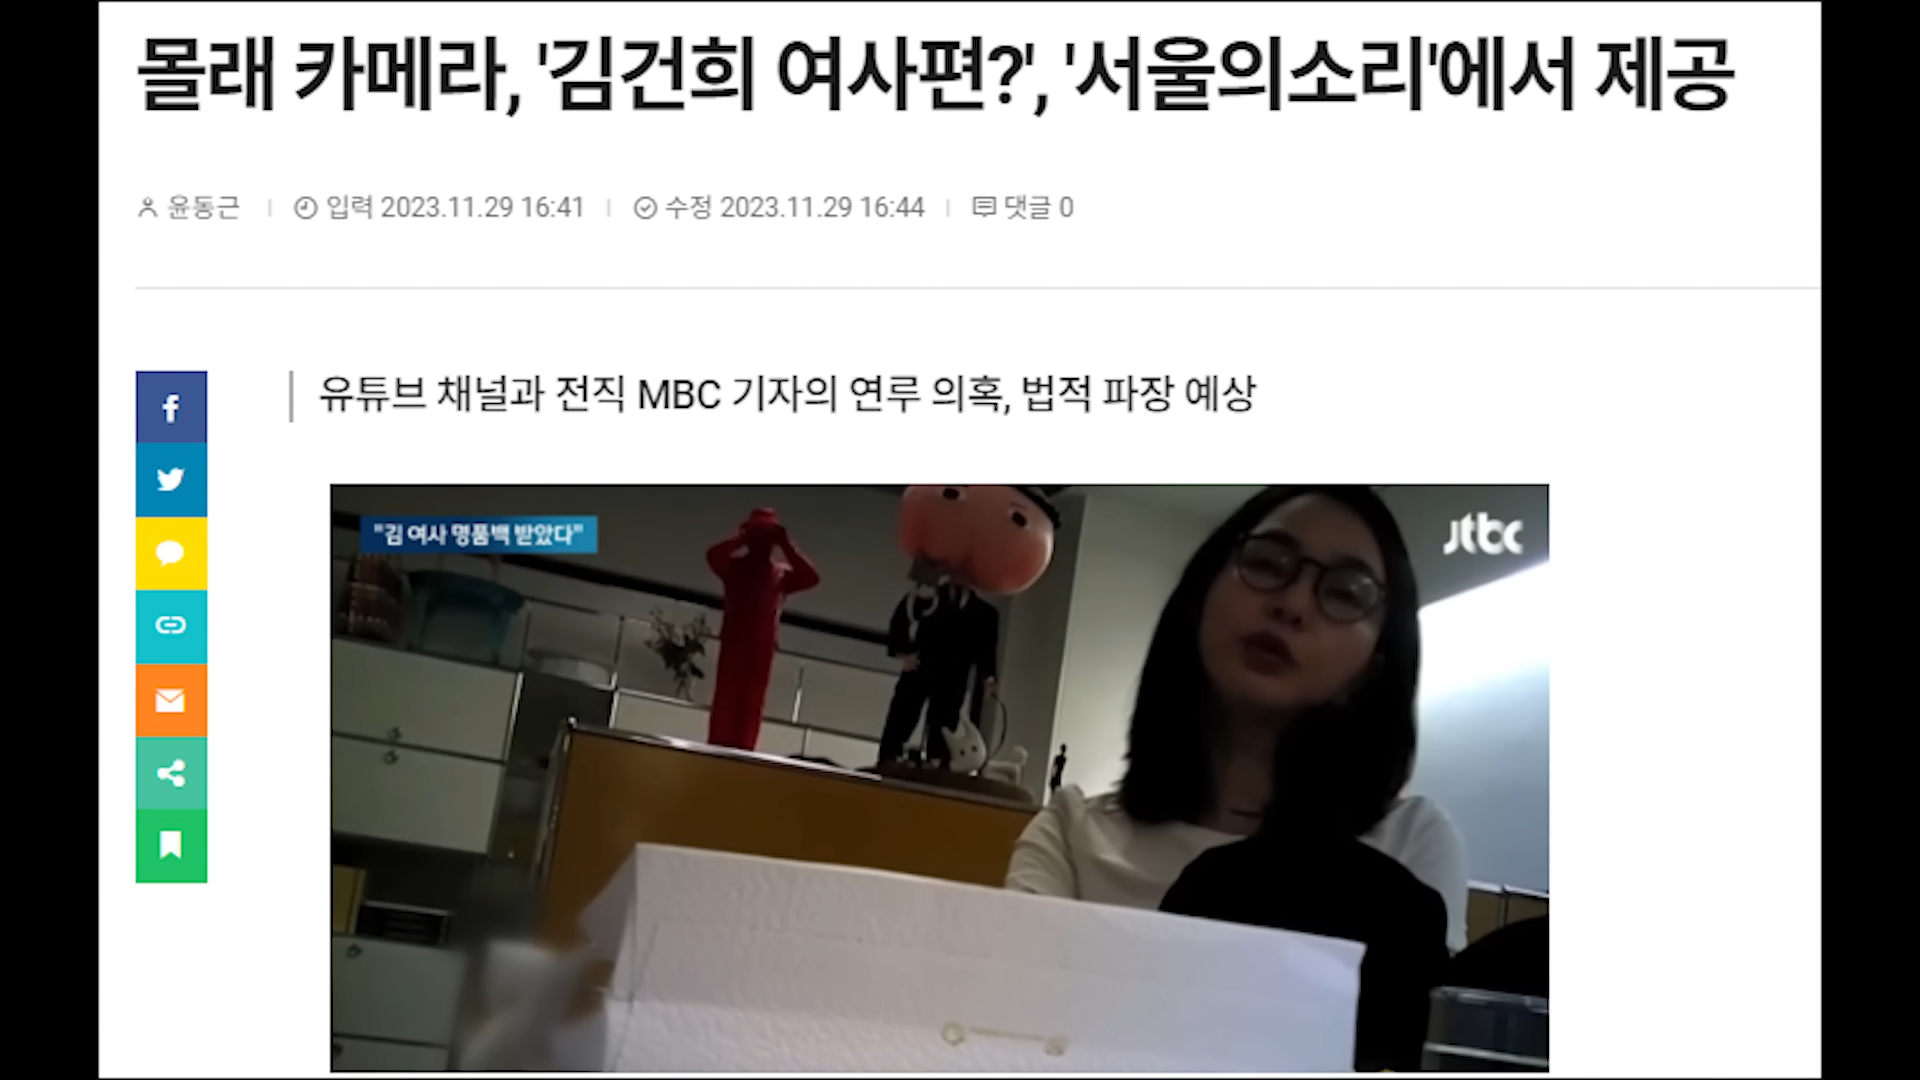 몰래 카메라, '김건희 여사편?', '서울의소리'에서 제공
윤동근 | 입력 2023.11.29 16:41 | 수정 2023.11.29 16:44 | 댓글 0
유튜브 채널과 전직 MBC 기자의 연루 의혹, 법적 파장 예상
"김 여사 명품백 받았다"
jtbc